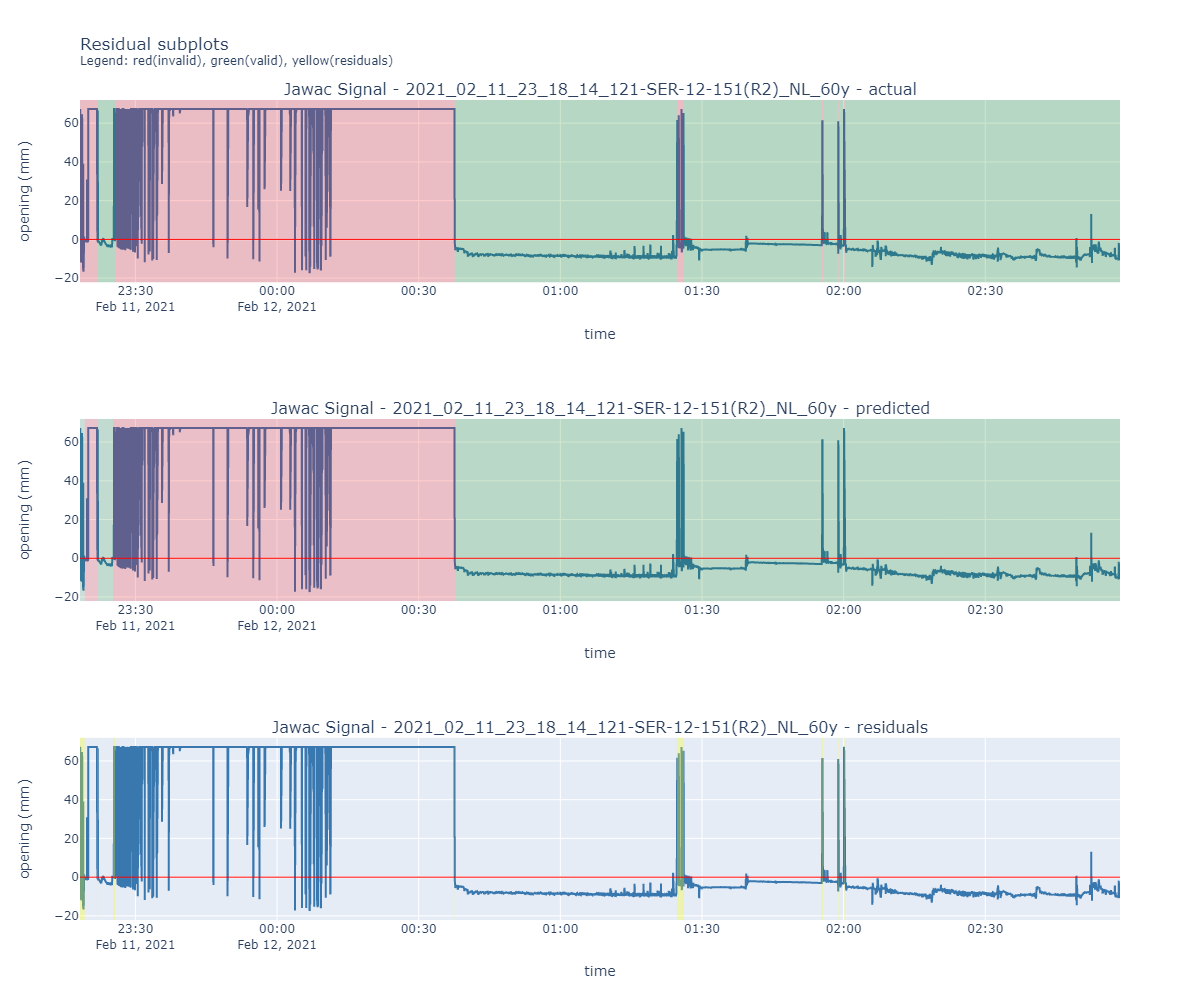 Residual subplots
Legend: red(invalid), green(valid), yellow(residuals)
Jawac Signal - 2021_02_11_23_18_14_121-SER-12-151(R2)_NL_60y - actual
opening (mm)
60
40
20
0
−20
23:30 00:00 00:30 01:00 01:30 02:00 02:30
Feb 11, 2021 Feb 12, 2021
time
Jawac Signal - 2021_02_11_23_18_14_121-SER-12-151(R2)_NL_60y - predicted
opening (mm)
60
40
20
0
−20
23:30 00:00 00:30 01:00 01:30 02:00 02:30
Feb 11, 2021 Feb 12, 2021
time
Jawac Signal - 2021_02_11_23_18_14_121-SER-12-151(R2)_NL_60y - residuals
opening (mm)
60
40
20
0
−20
23:30 00:00 00:30 01:00 01:30 02:00 02:30
Feb 11, 2021 Feb 12, 2021
time